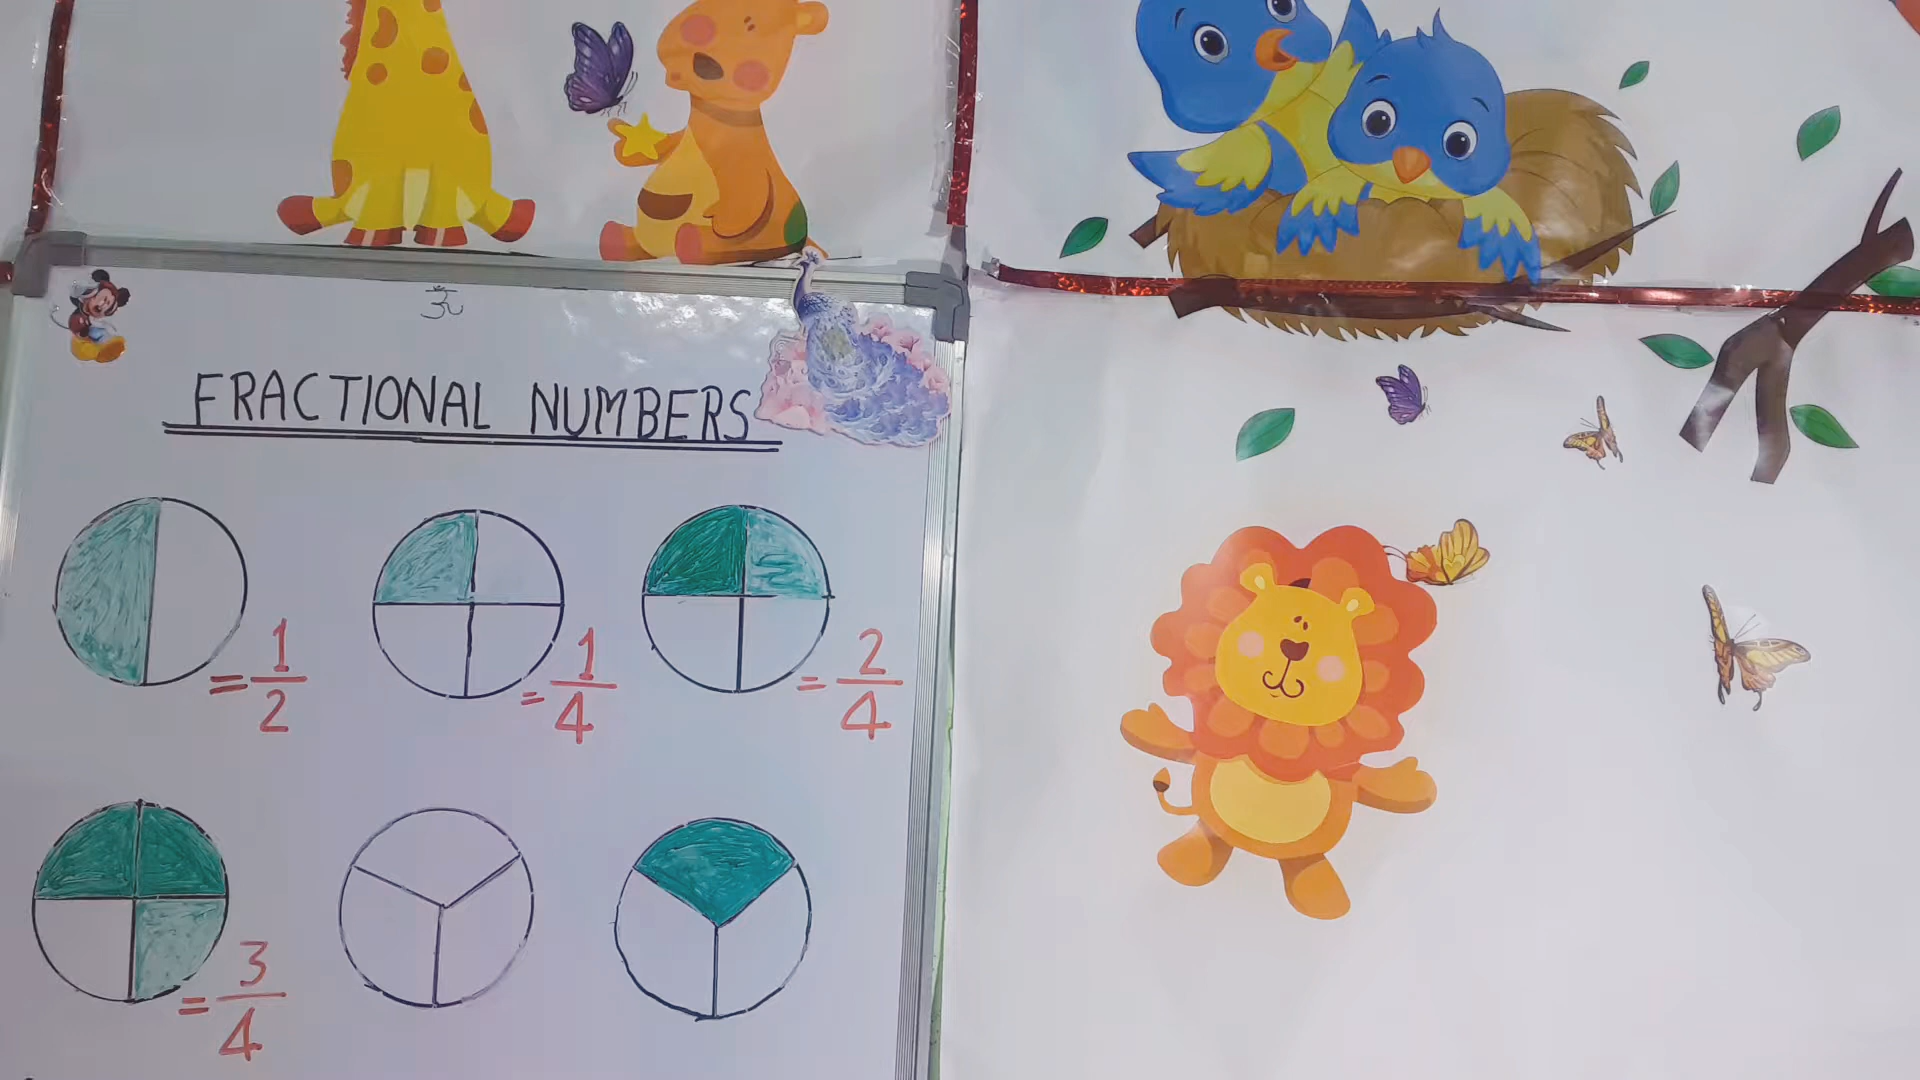 FRACTIONAL NUMBERS
= 1/2 = 1/4 = 2/4
= 3/4